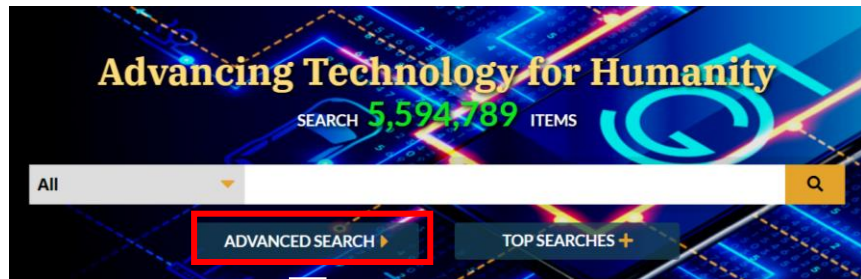 Advancing Technology for Humanity
SEARCH 5,594,789 ITEMS
All
ADVANCED SEARCH TOP SEARCHES +